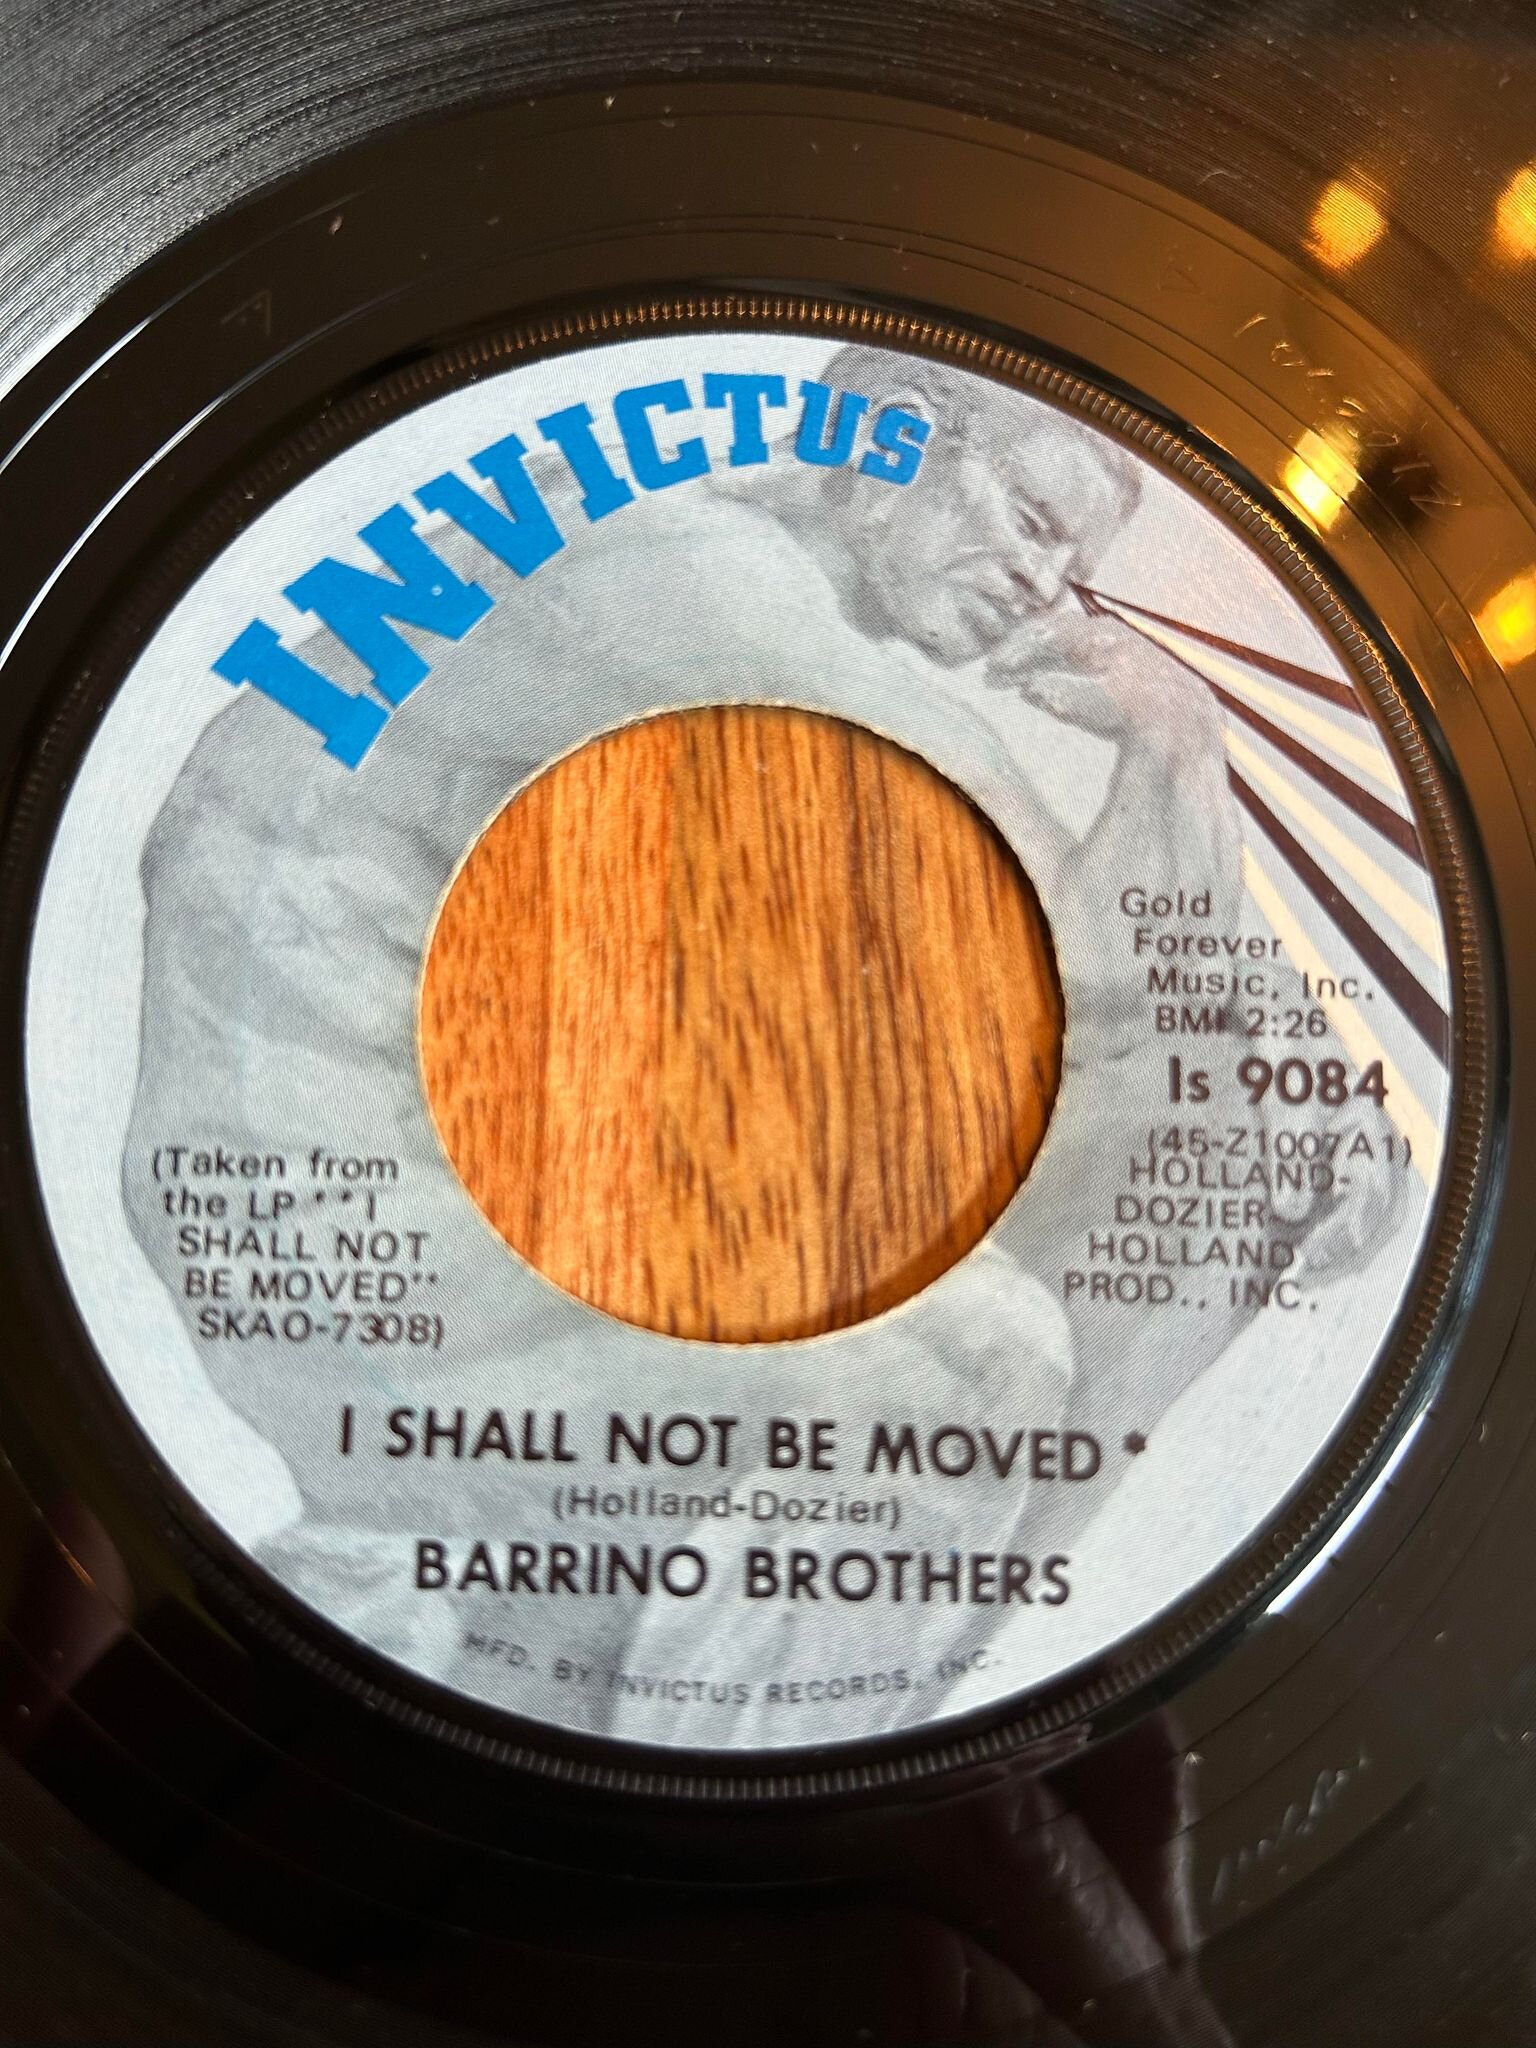 INVICTUS
Gold
Forever
Music, Inc.
BMI 2:26
Is 9084
(45-Z1007A1)
HOLLAND-
DOZIER-
HOLLAND
PROD., INC.
(Taken from
the LP **I
SHALL NOT
BE MOVED**
SKAO-7308)
I SHALL NOT BE MOVED *
(Holland-Dozier)
BARRINO BROTHERS
MFD. BY INVICTUS RECORDS, INC.